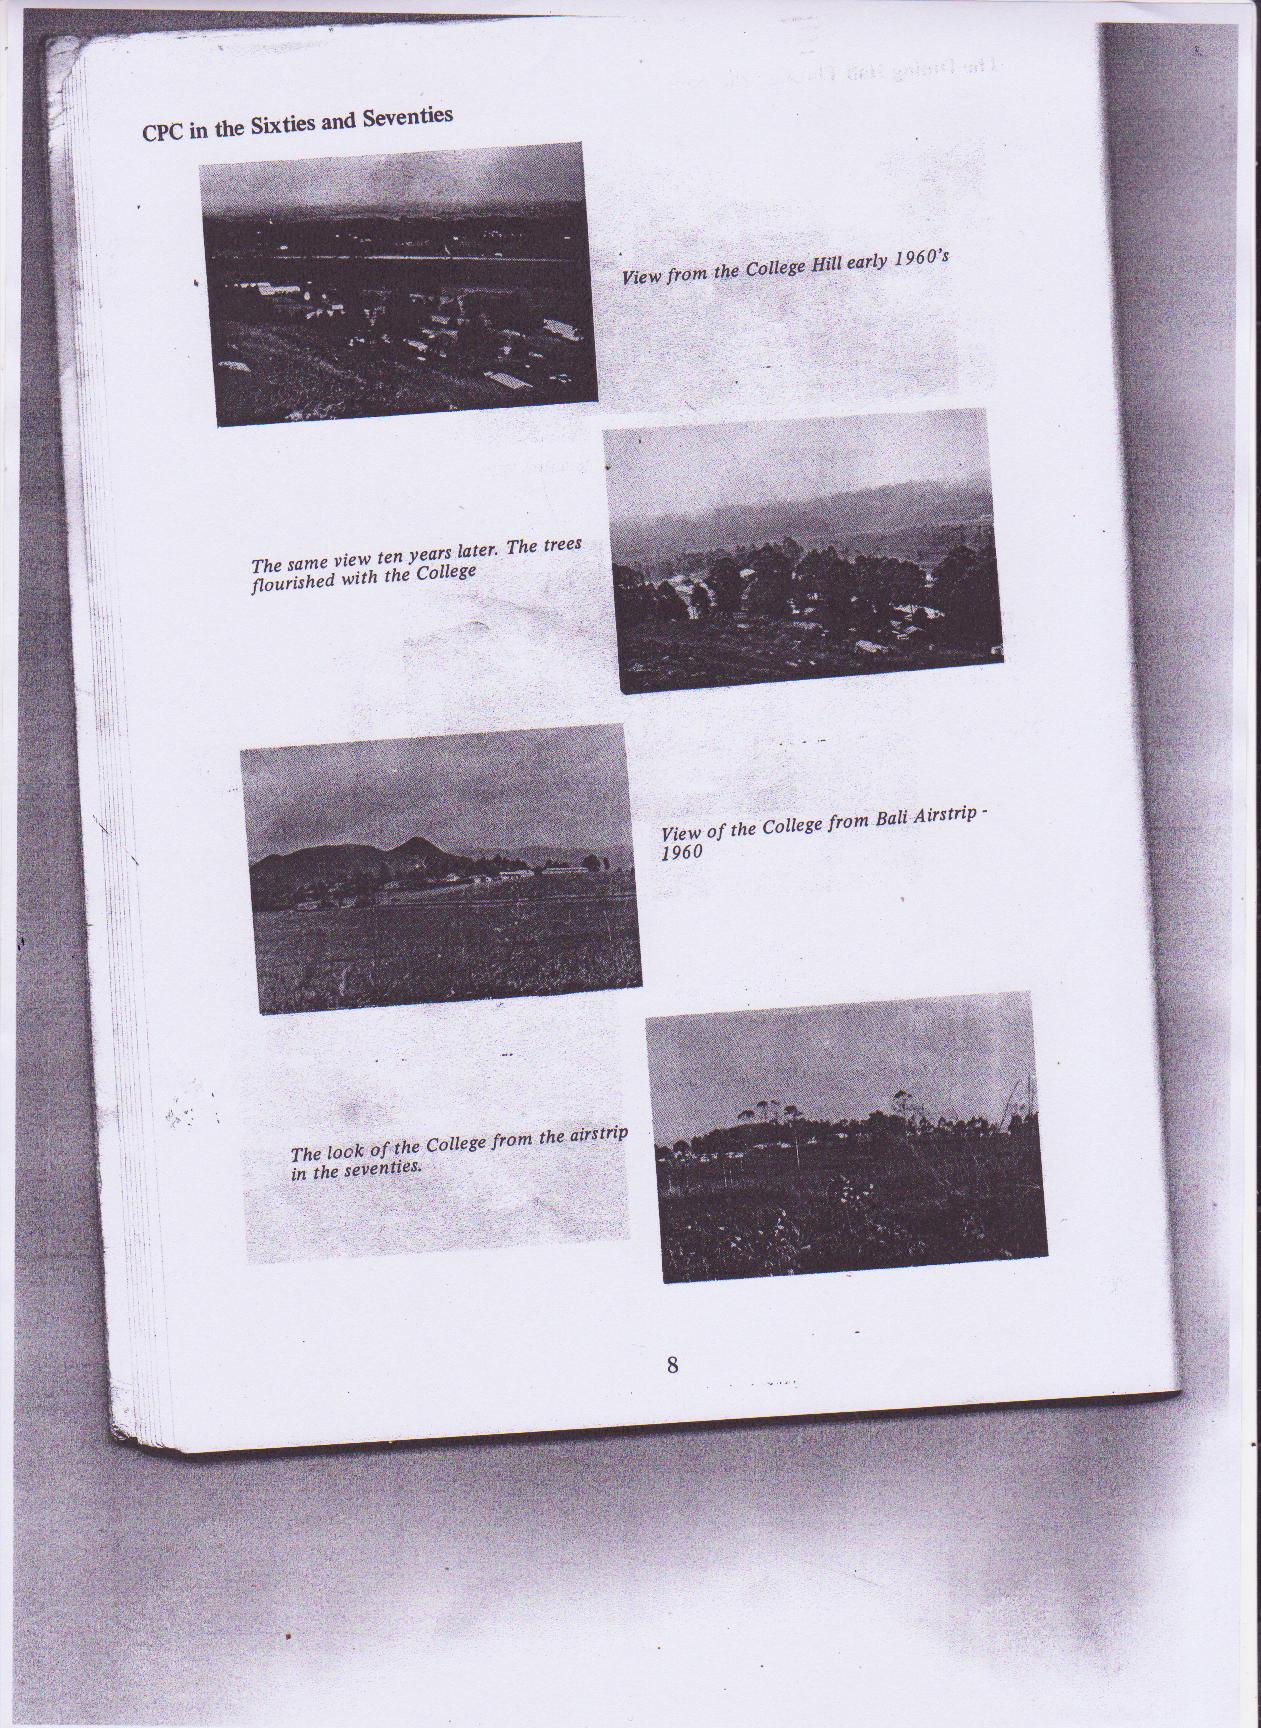 CPC in the Sixties and Seventies
View from the College Hill early 1960's
The same view ten years later. The trees
flourished with the College
View of the College from Bali Airstrip -
1960
The look of the College from the airstrip
in the seventies.
8